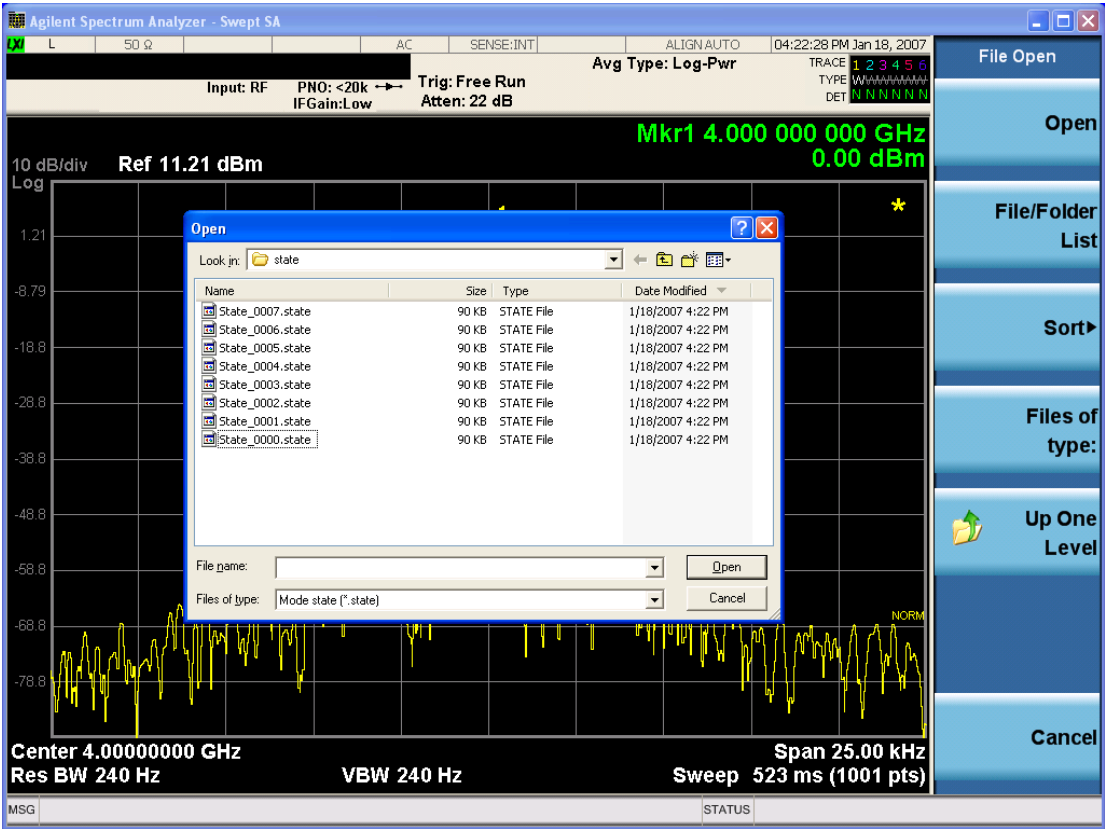 Agilent Spectrum Analyzer - Swept SA
LXI L 50 Ω AC SENSE:INT ALIGN AUTO 04:22:28 PM Jan 18, 2007
File Open
Input: RF PNO: <20k IFGain:Low
Trig: Free Run
Atten: 22 dB
Avg Type: Log-Pwr
TRACE 1 2 3 4 5 6
TYPE WWWWWW
DET N N N N N N
Mkr1 4.000 000 000 GHz
0.00 dBm
10 dB/div Ref 11.21 dBm
Log
1.21
-8.79
-18.8
-28.8
-38.8
-48.8
-58.8
-68.8
-78.8
Open
Look in: state
Name Size Type Date Modified
State_0007.state 90 KB STATE File 1/18/2007 4:22 PM
State_0006.state 90 KB STATE File 1/18/2007 4:22 PM
State_0005.state 90 KB STATE File 1/18/2007 4:22 PM
State_0004.state 90 KB STATE File 1/18/2007 4:22 PM
State_0003.state 90 KB STATE File 1/18/2007 4:22 PM
State_0002.state 90 KB STATE File 1/18/2007 4:22 PM
State_0001.state 90 KB STATE File 1/18/2007 4:22 PM
State_0000.state 90 KB STATE File 1/18/2007 4:22 PM
File name: Open
Files of type: Mode state (*.state) Cancel
NORM
Center 4.00000000 GHz Span 25.00 kHz
Res BW 240 Hz VBW 240 Hz Sweep 523 ms (1001 pts)
MSG STATUS
Open
File/Folder
List
Sort
Files of
type:
Up One
Level
Cancel